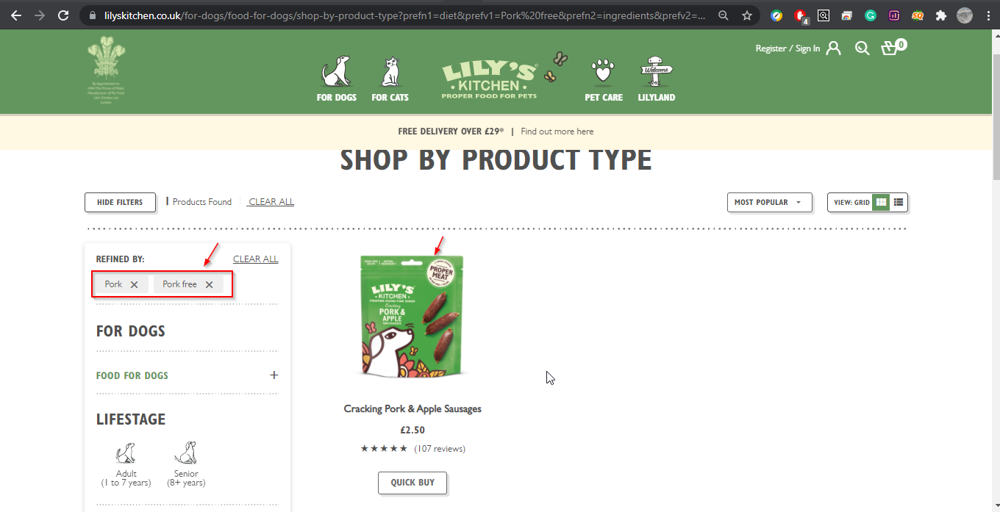 lilyskitchen.co.uk/for-dogs/food-for-dogs/shop-by-product-type?prefn1=diet&prefv1=Pork%20free&prefn2=ingredients&prefv2=...
4
Register / Sign In
0
FOR DOGS
FOR CATS
LILY'S
• KITCHEN •
PROPER FOOD FOR PETS
Welcome
PET CARE
LILYLAND
FREE DELIVERY OVER £29* | Find out more here
SHOP BY PRODUCT TYPE
HIDE FILTERS
1 Products Found
CLEAR ALL
MOST POPULAR
VIEW: GRID
REFINED BY:
CLEAR ALL
Pork ✕
Pork free ✕
FOR DOGS
FOOD FOR DOGS +
LIFESTAGE
Adult
(1 to 7 years)
Senior
(8+ years)
PROPER
MEAT
LILY'S
• KITCHEN •
PROPER FOOD FOR DOGS
Cracking
PORK &
APPLE
SAUSAGES
Cracking Pork & Apple Sausages
£2.50
★★★★★ (107 reviews)
QUICK BUY